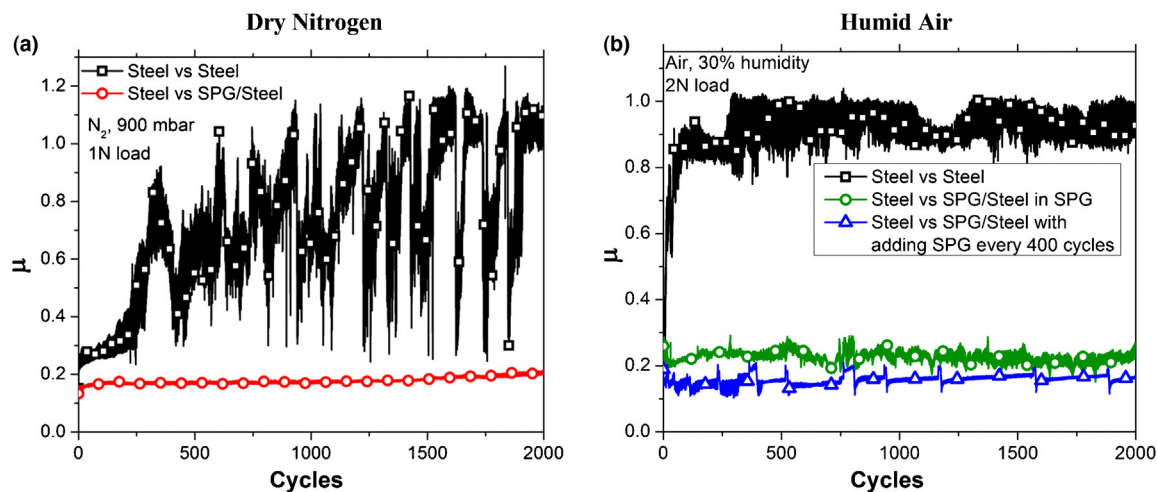 Dry Nitrogen
(a)
Steel vs Steel
Steel vs SPG/Steel
N₂, 900 mbar
1N load
1.2
1.0
0.8
0.6
0.4
0.2
0.0
μ
0 500 1000 1500 2000
Cycles
Humid Air
(b)
Air, 30% humidity
2N load
Steel vs Steel
Steel vs SPG/Steel in SPG
Steel vs SPG/Steel with
adding SPG every 400 cycles
1.0
0.8
0.6
0.4
0.2
0.0
μ
0 500 1000 1500 2000
Cycles